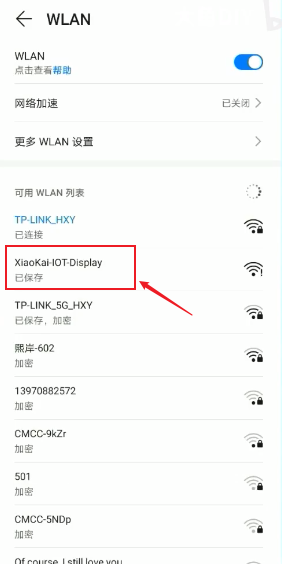 WLAN
WLAN
点击查看帮助
网络加速
已关闭
更多 WLAN 设置
可用 WLAN 列表
TP-LINK_HXY
已连接
XiaoKai-IOT-Display
已保存
TP-LINK_5G_HXY
已保存，加密
熙岸-602
加密
13970882572
加密
CMCC-9kZr
加密
501
加密
CMCC-5NDp
加密
Of course, I still love you